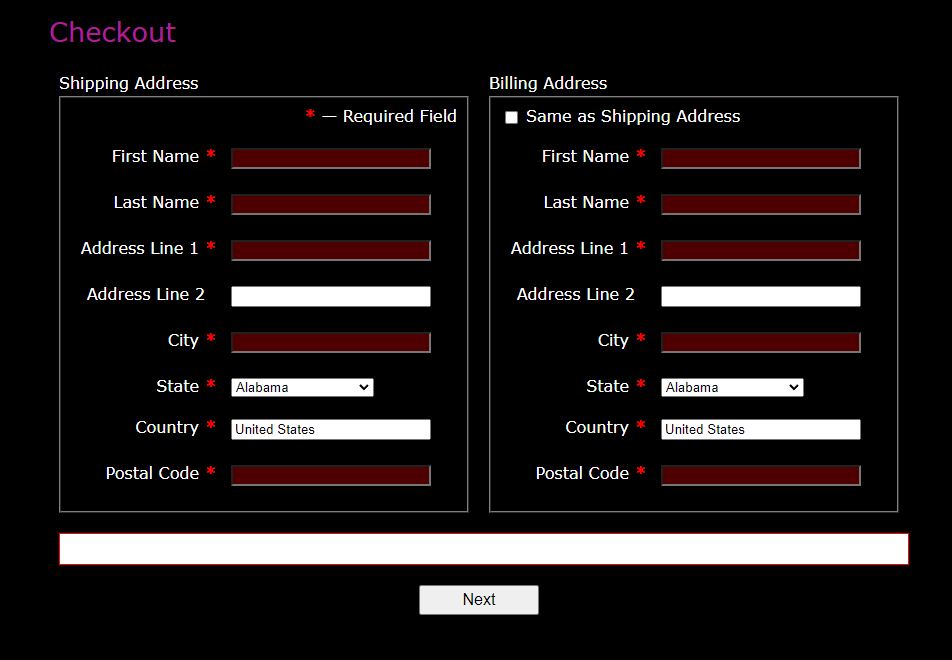 Checkout
Shipping Address
* — Required Field
First Name *
Last Name *
Address Line 1 *
Address Line 2
City *
State * Alabama
Country * United States
Postal Code *
Billing Address
Same as Shipping Address
First Name *
Last Name *
Address Line 1 *
Address Line 2
City *
State * Alabama
Country * United States
Postal Code *
Next